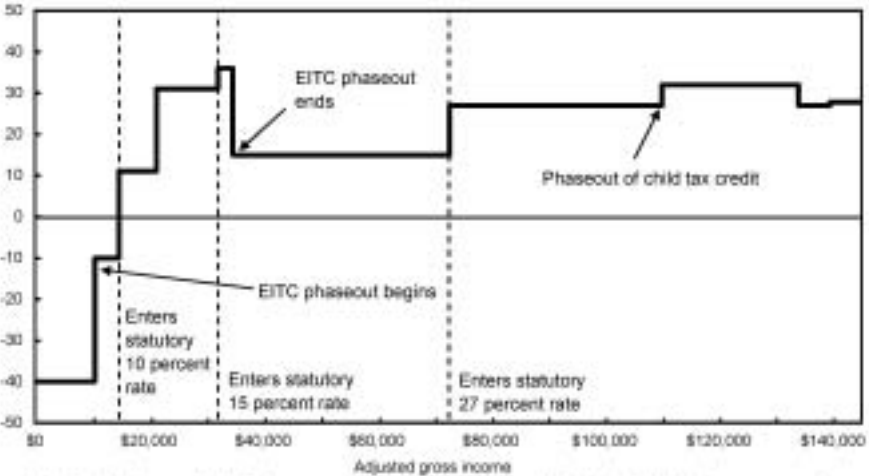 50
40
30
20
10
0
-10
-20
-30
-40
-50
EITC phaseout
ends
Phaseout of child tax credit
EITC phaseout begins
Enters
statutory
10 percent
rate
Enters statutory
15 percent rate
Enters statutory
27 percent rate
$0
$20,000
$40,000
$60,000
$80,000
$100,000
$120,000
$140,000
Adjusted gross income